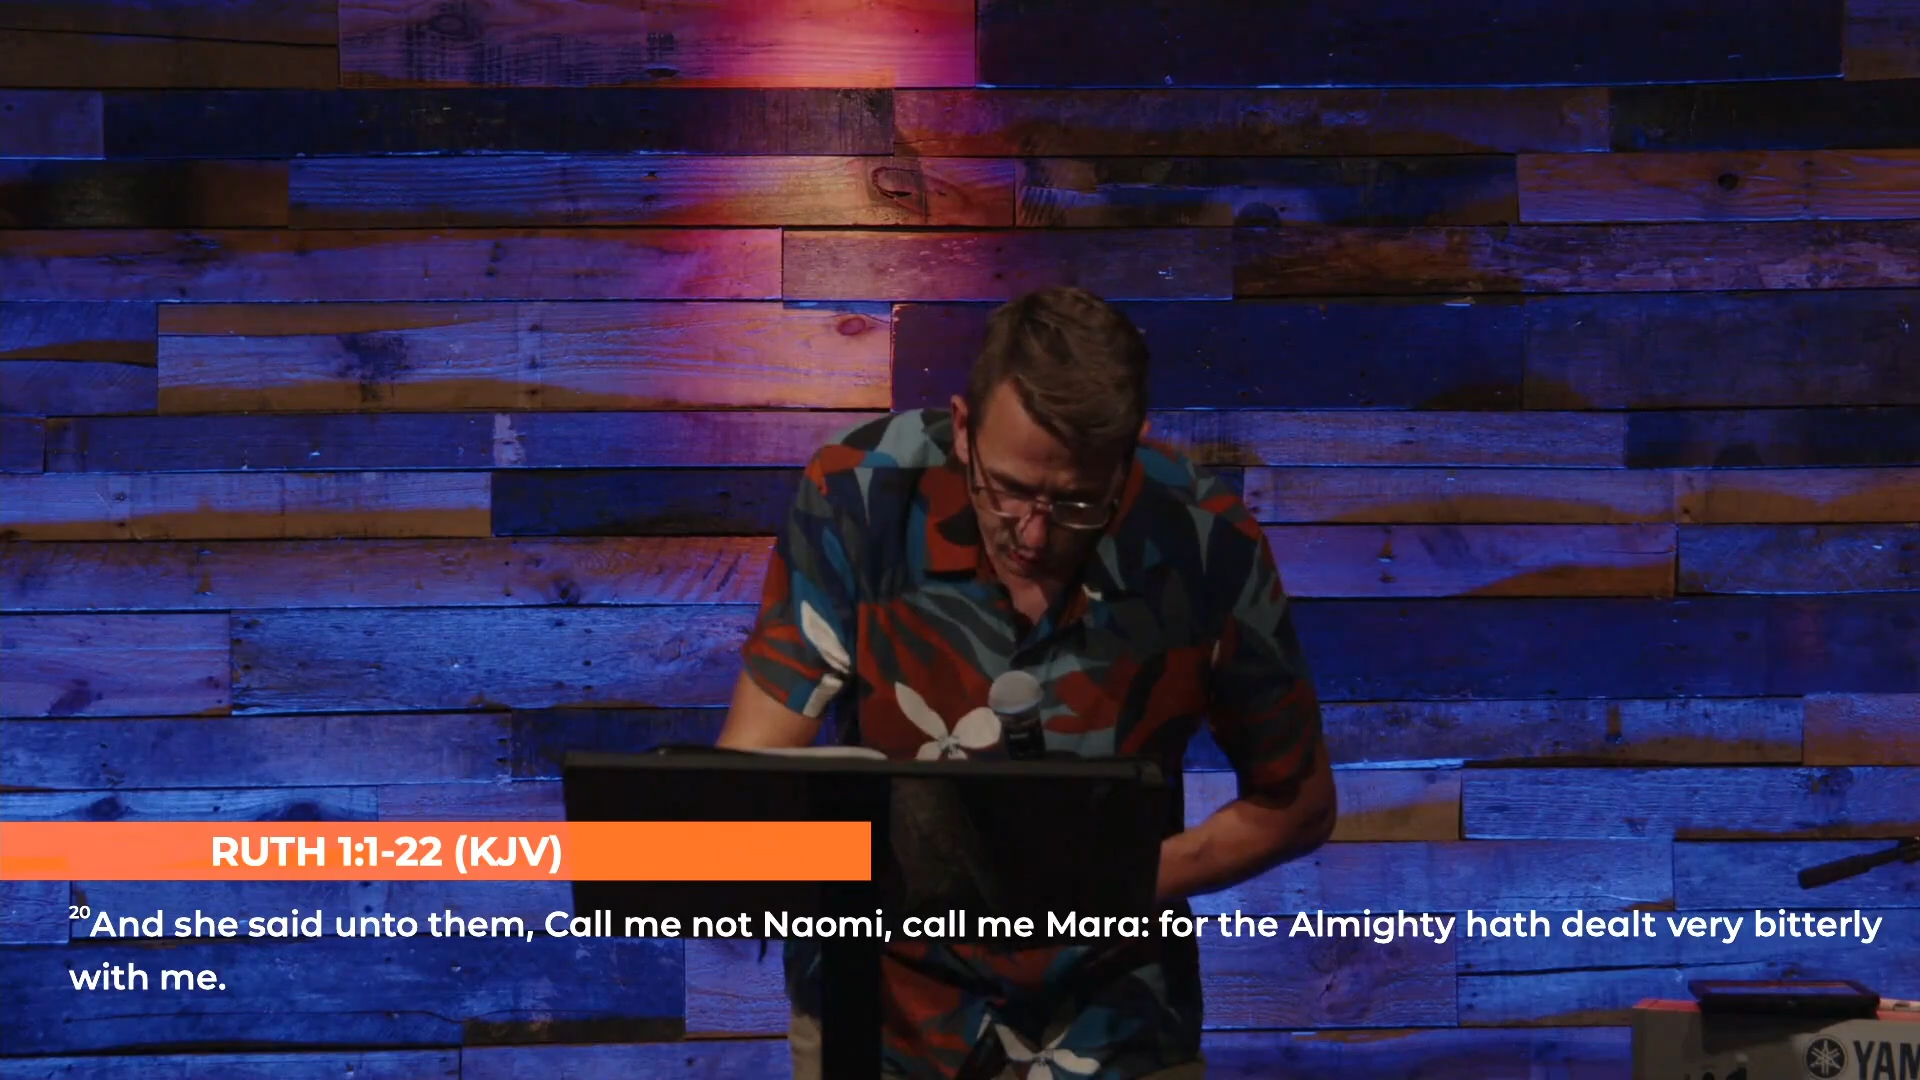 RUTH 1:1-22 (KJV)
20And she said unto them, Call me not Naomi, call me Mara: for the Almighty hath dealt very bitterly
with me.
YAM